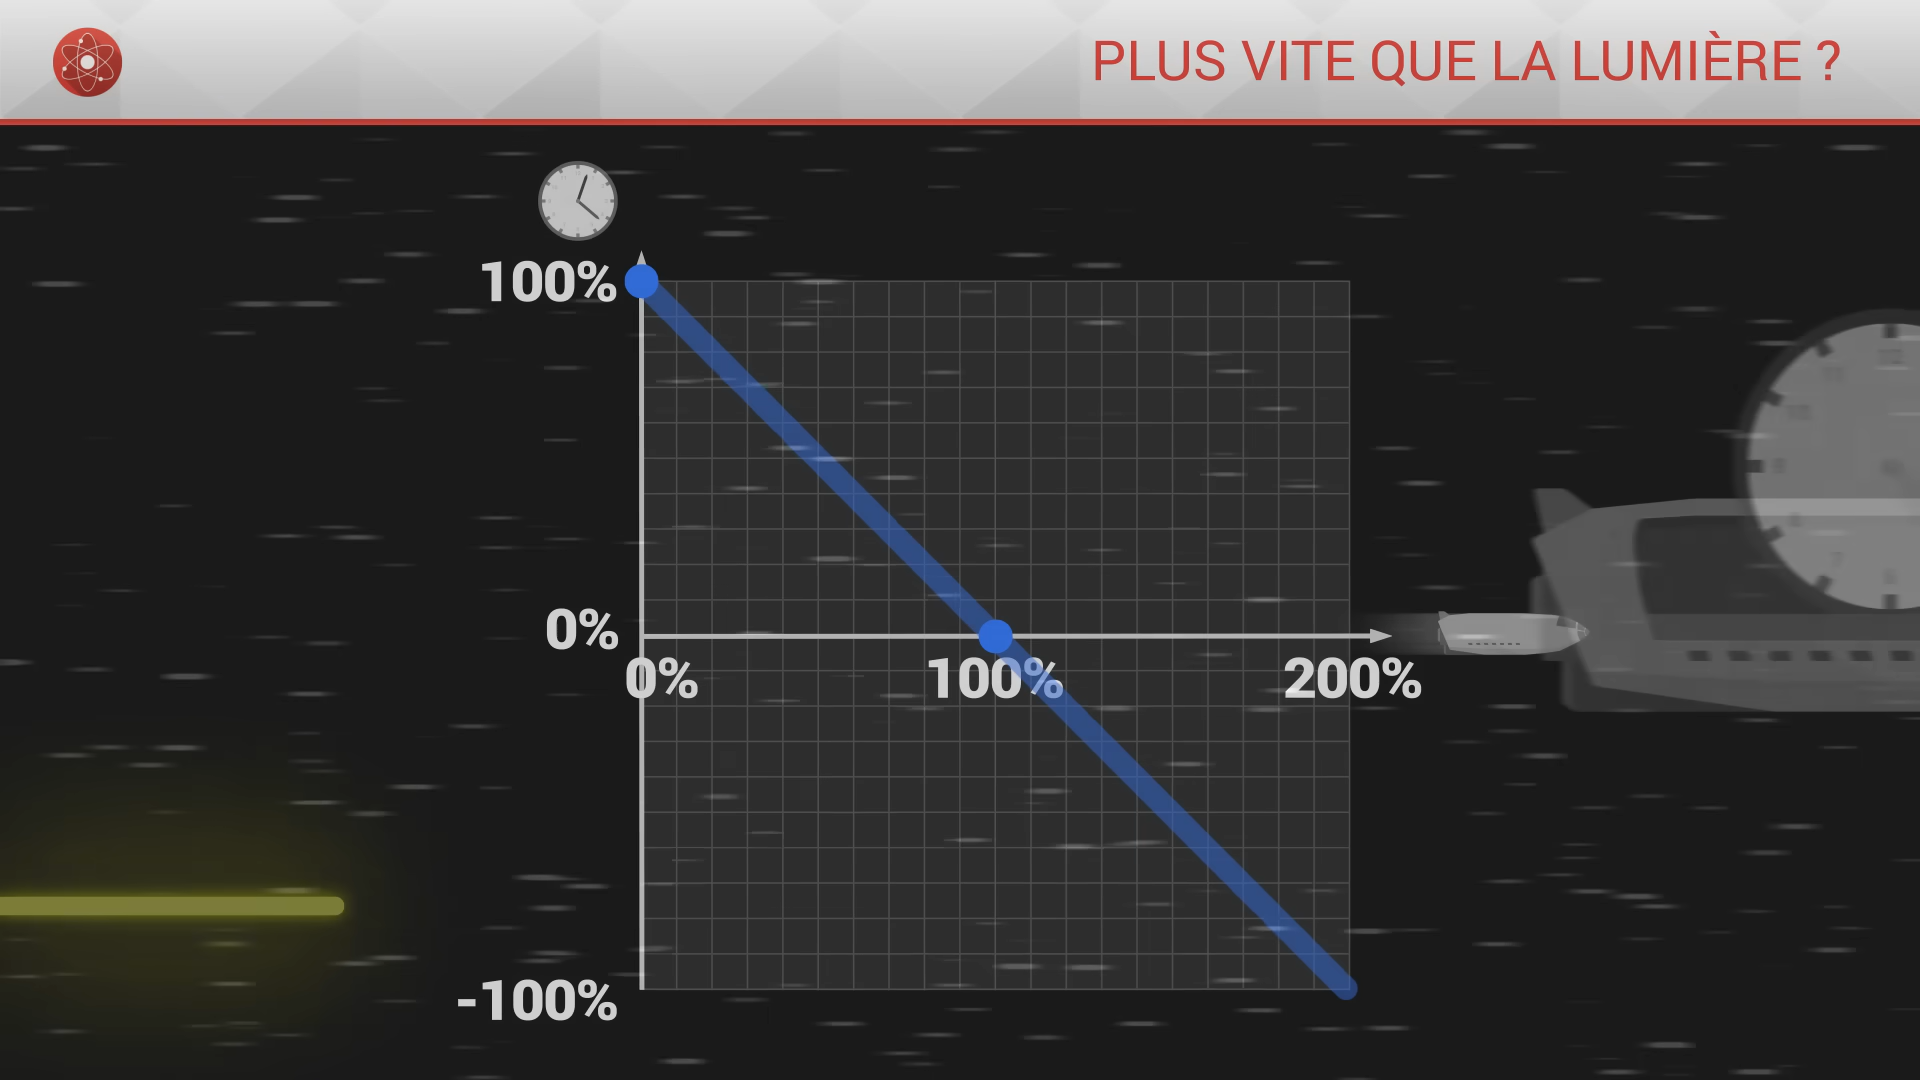 PLUS VITE QUE LA LUMIÈRE ?
100%
0%
0% 100% 200%
-100%